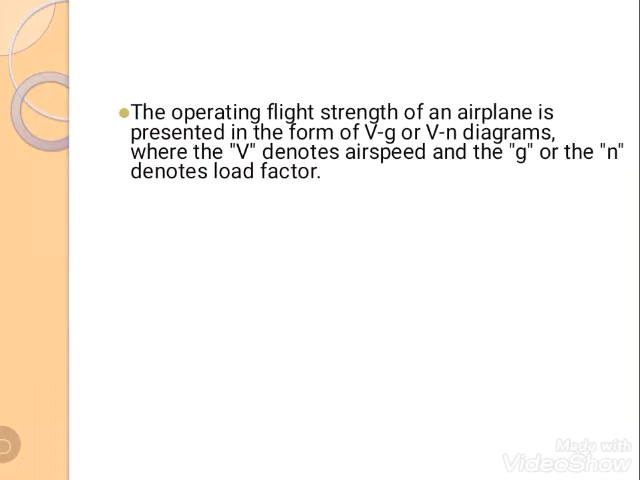 The operating flight strength of an airplane is
presented in the form of V-g or V-n diagrams,
where the "V" denotes airspeed and the "g" or the "n"
denotes load factor.
Made with
VideoShow